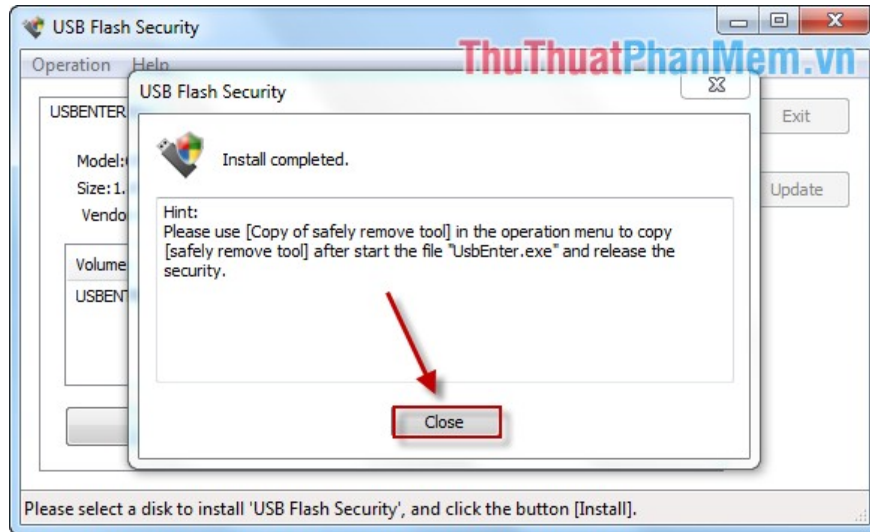 USB Flash Security
ThuThuatPhanMem.vn
Operation Help
USB Flash Security
USBENTER
Exit
Install completed.
Model:
Size:1.
Update
Vendo
Hint:
Please use [Copy of safely remove tool] in the operation menu to copy
[safely remove tool] after start the file "UsbEnter.exe" and release the
security.
Volume
USBENT
Close
Please select a disk to install 'USB Flash Security', and click the button [Install].